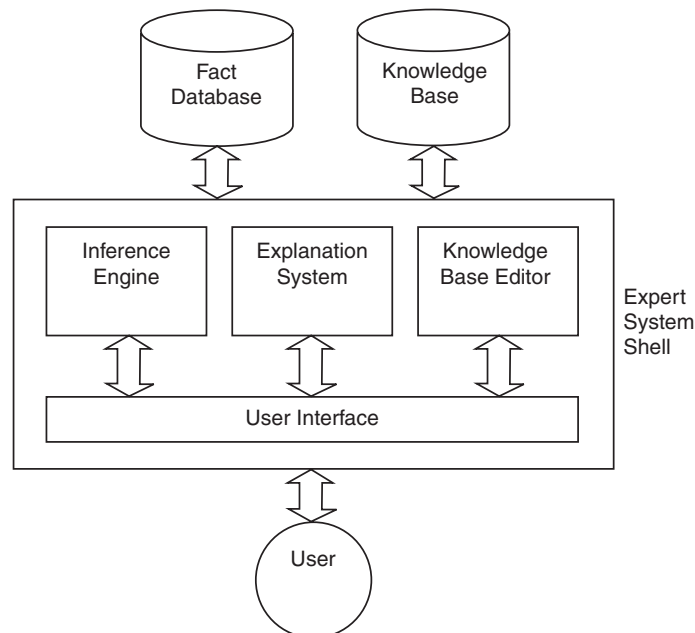 Fact
Database
Knowledge
Base
Inference
Engine
Explanation
System
Knowledge
Base Editor
Expert
System
Shell
User Interface
User